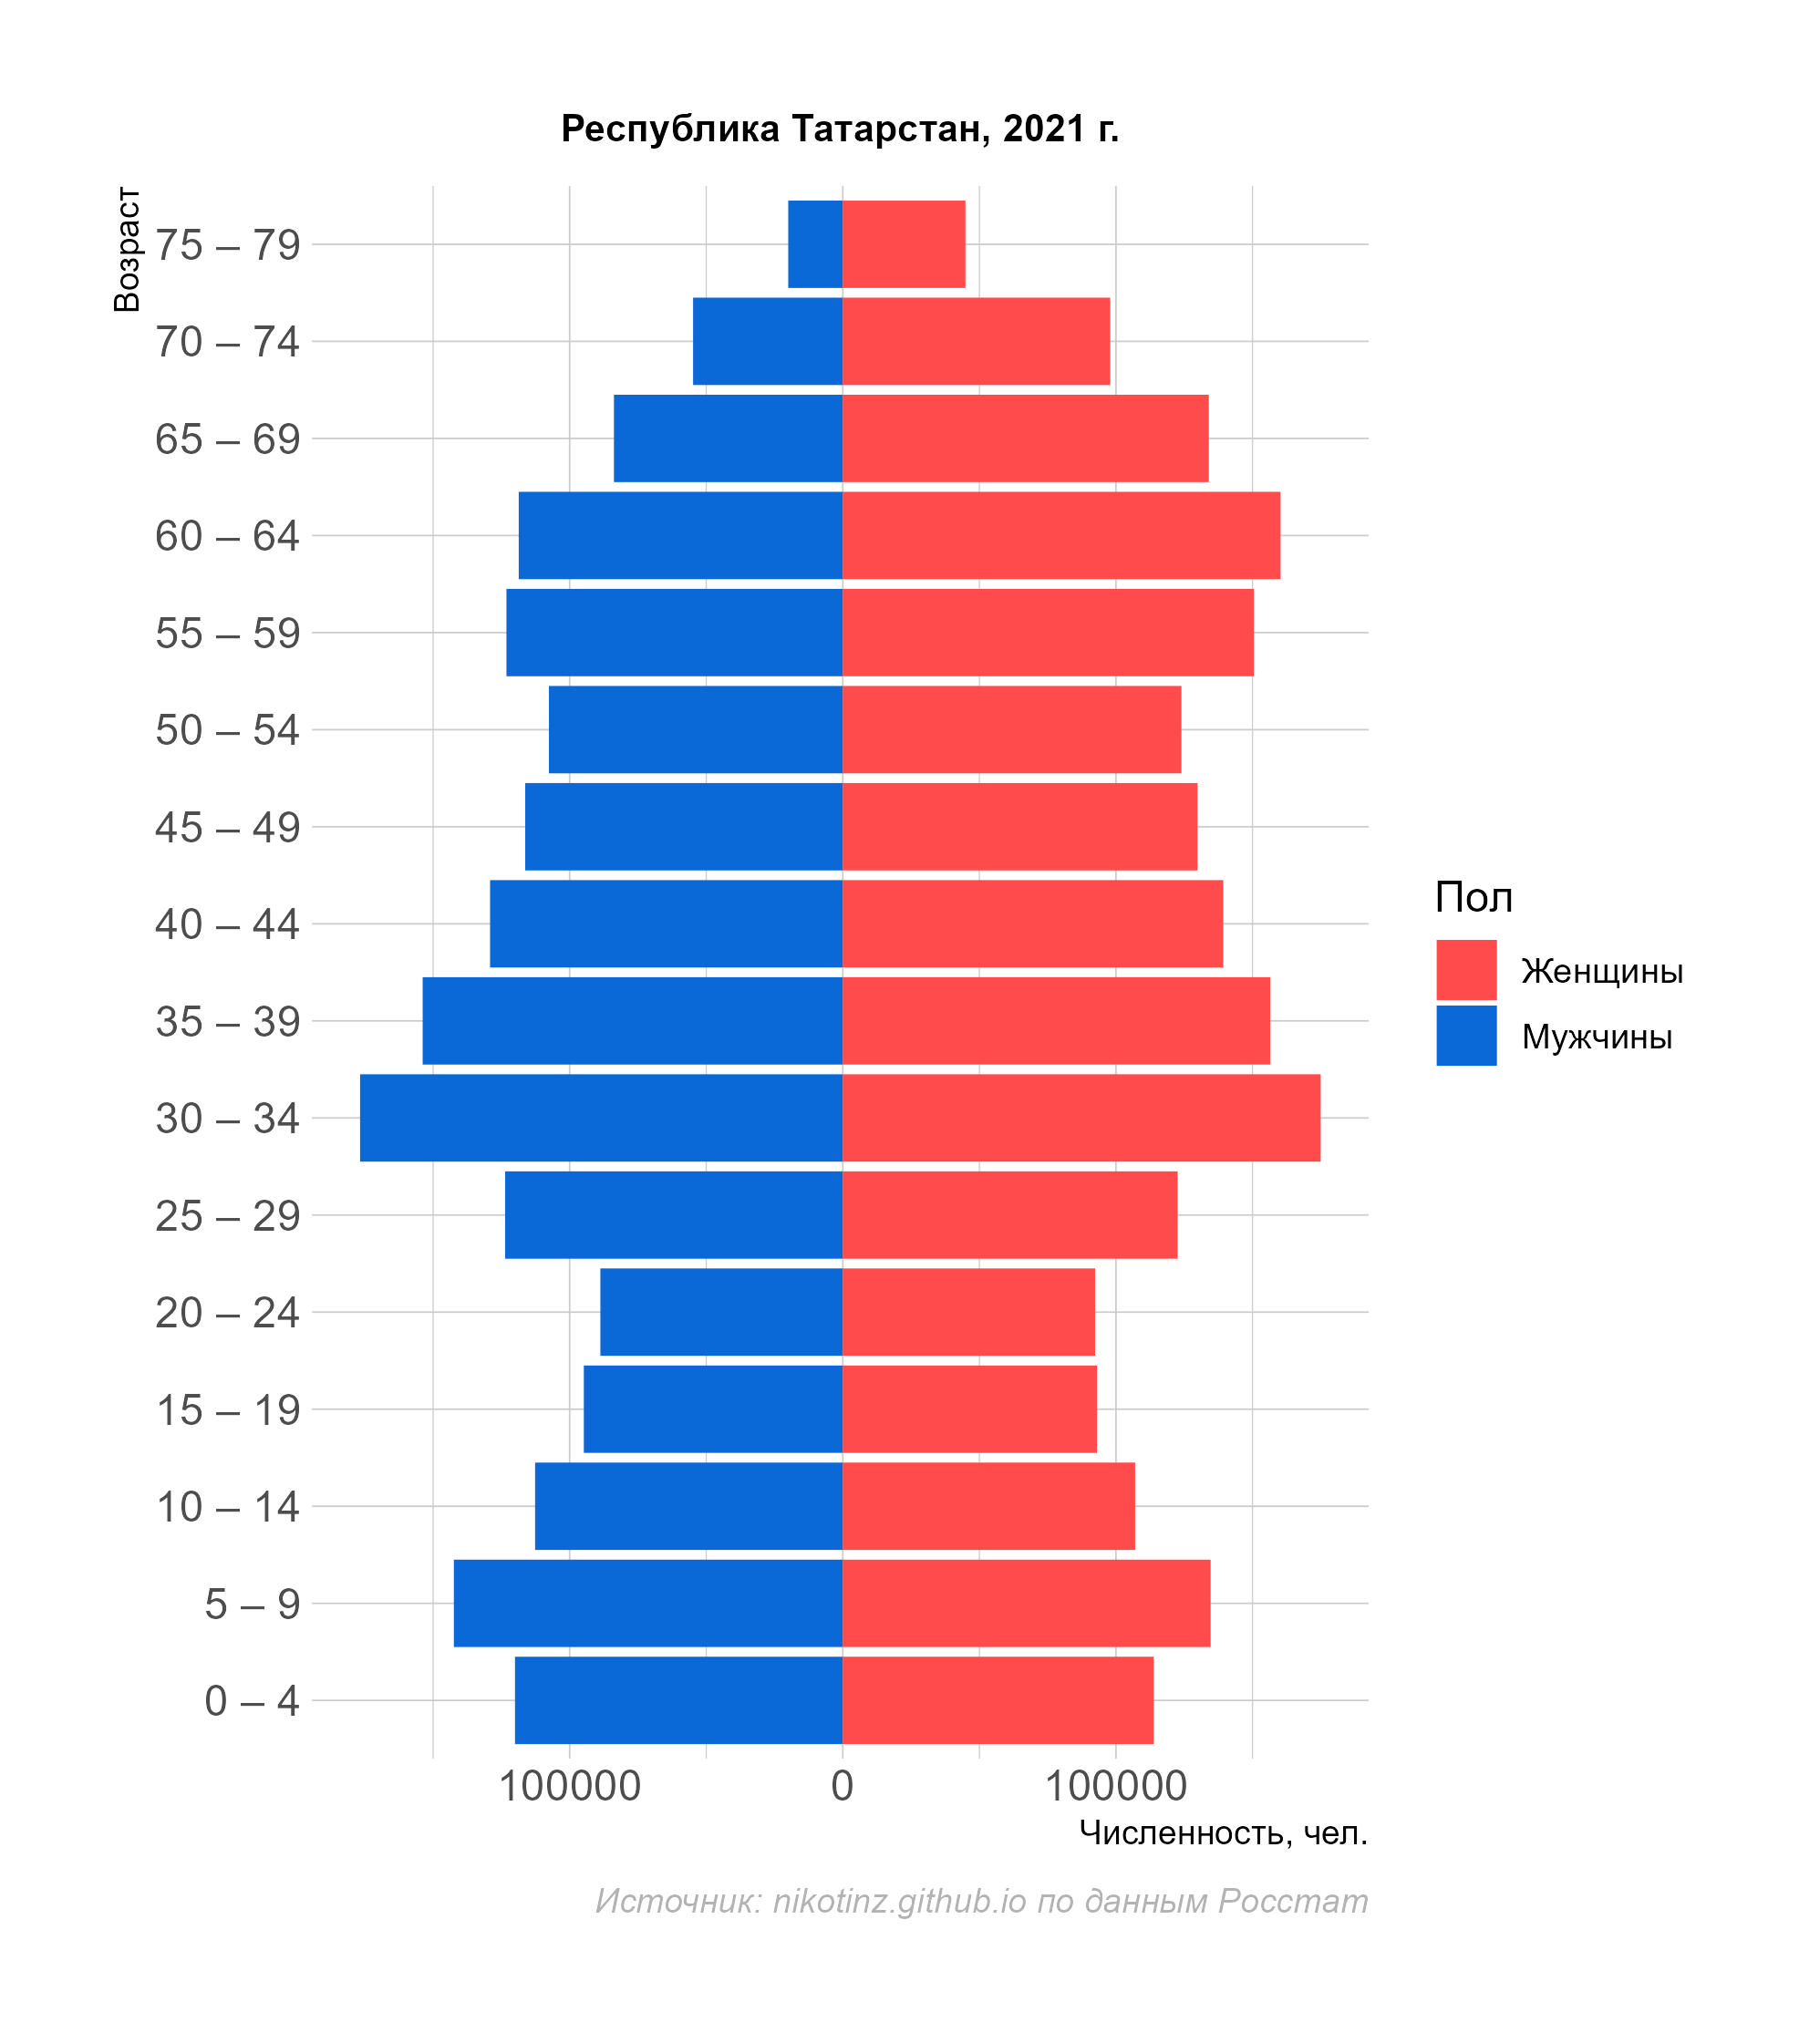 Республика Татарстан, 2021 г.
Возраст
75 – 79
70 – 74
65 – 69
60 – 64
55 – 59
50 – 54
45 – 49
40 – 44
35 – 39
30 – 34
25 – 29
20 – 24
15 – 19
10 – 14
5 – 9
0 – 4
100000 0 100000
Численность, чел.
Пол
Женщины
Мужчины
Источник: nikotinz.github.io по данным Росстат